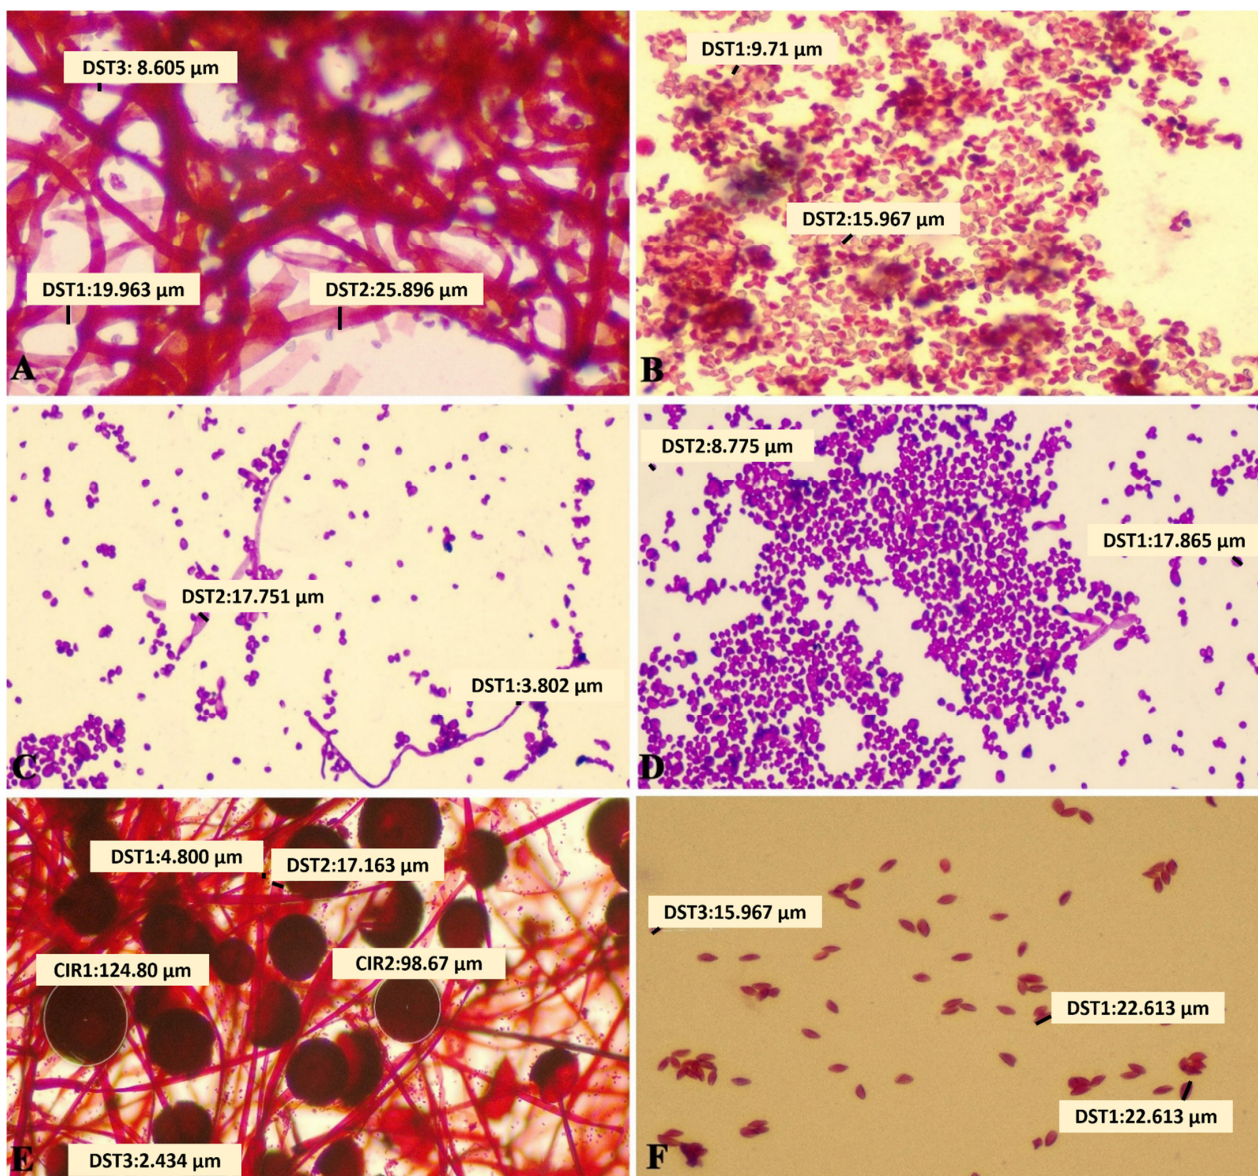 DST3: 8.605 µm
DST1:19.963 µm
DST2:25.896 µm
A
DST1:9.71 µm
DST2:15.967 µm
B
DST2:17.751 µm
DST1:3.802 µm
C
DST2:8.775 µm
DST1:17.865 µm
D
DST1:4.800 µm
DST2:17.163 µm
CIR1:124.80 µm
CIR2:98.67 µm
DST3:2.434 µm
E
DST3:15.967 µm
DST1:22.613 µm
DST1:22.613 µm
F